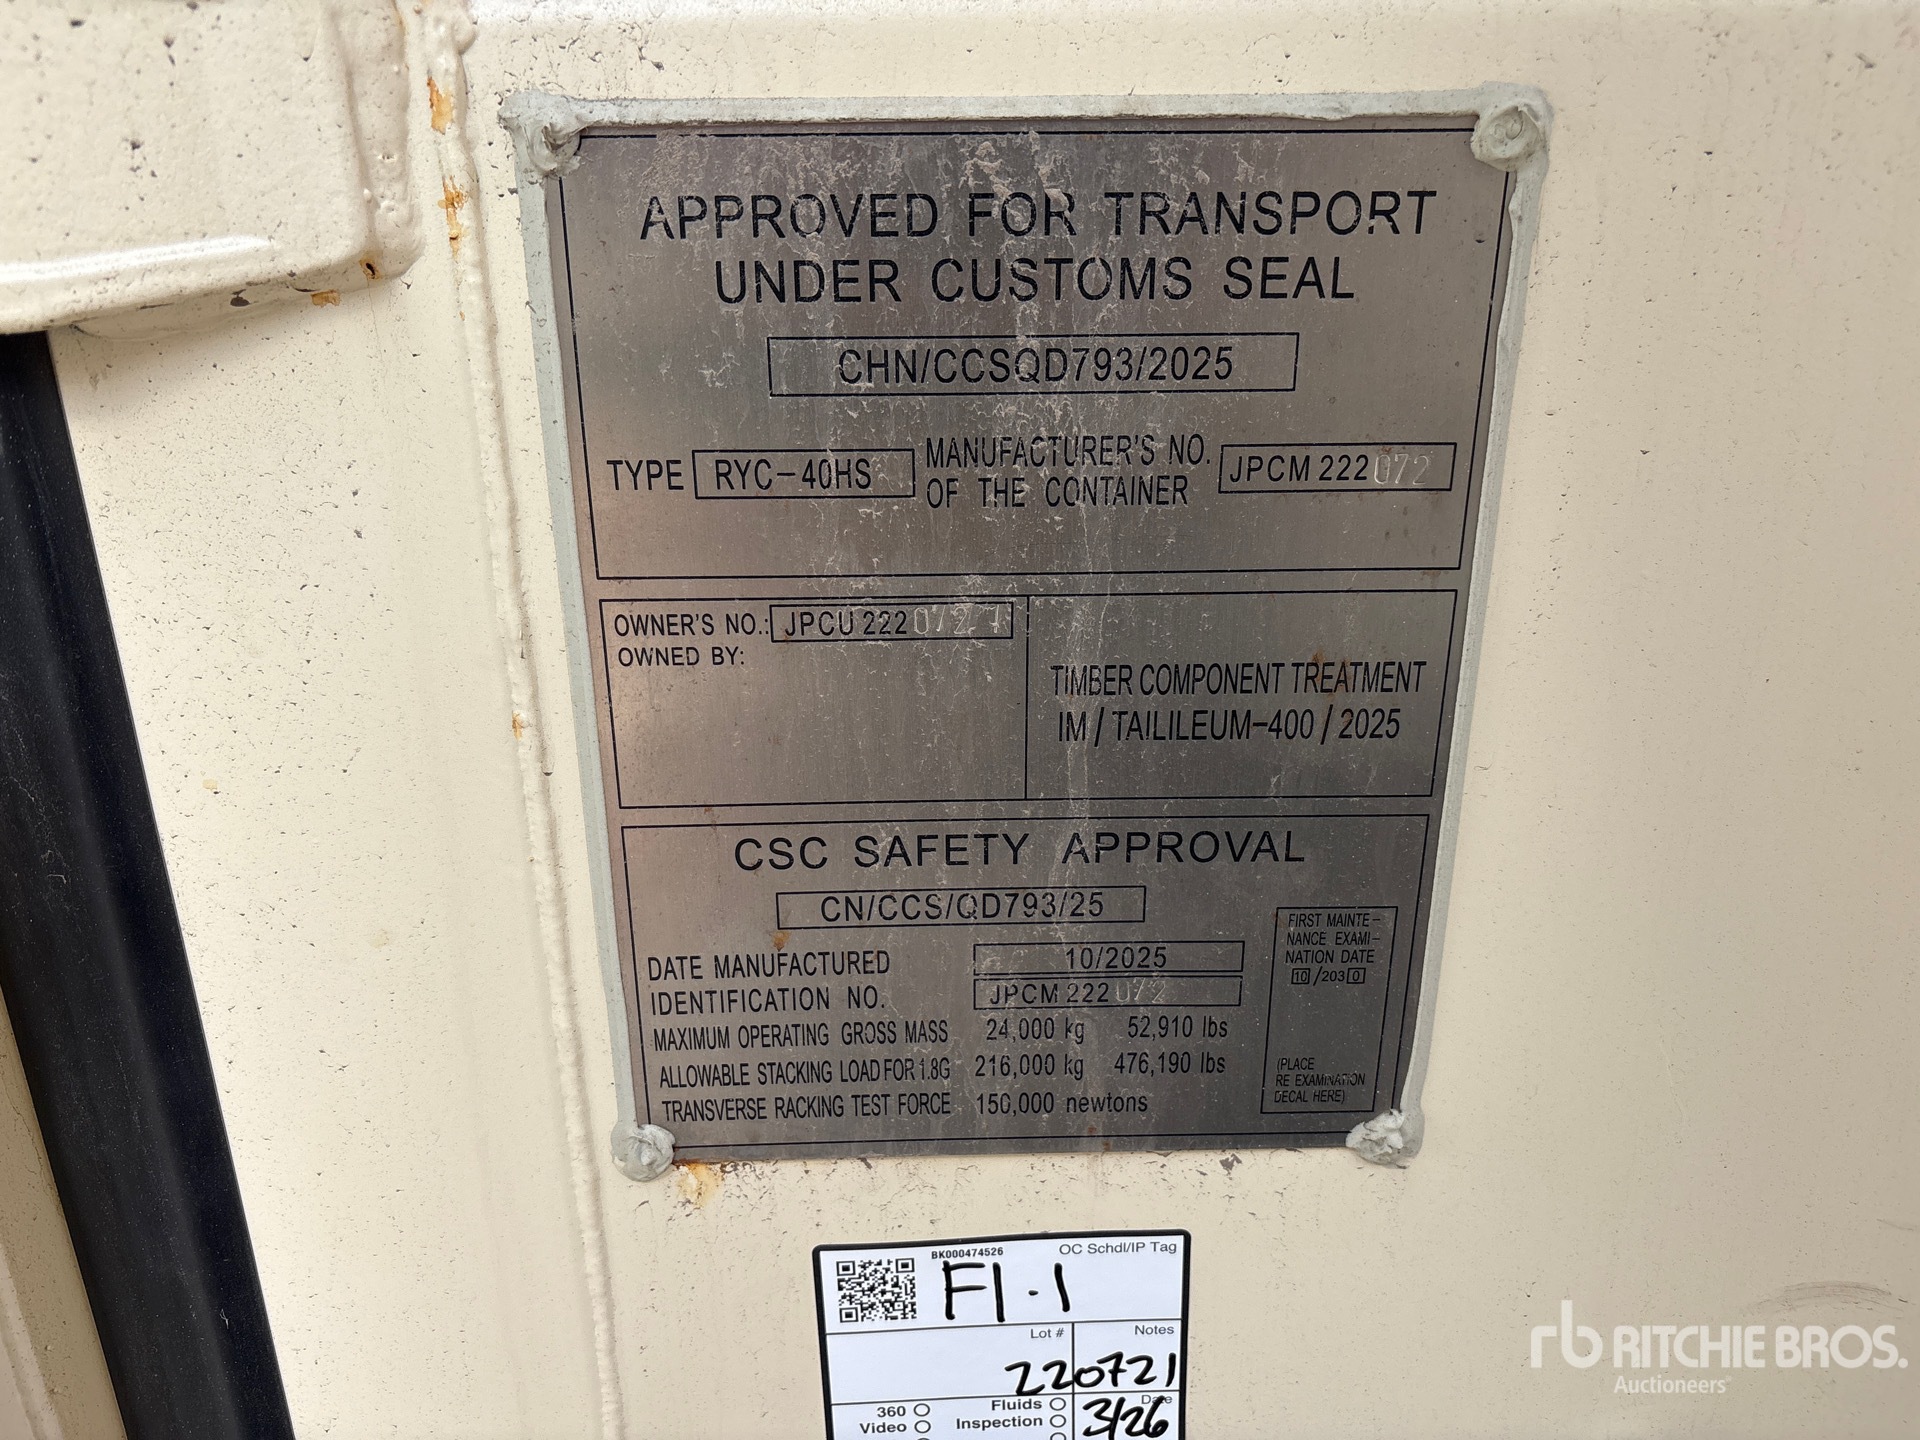 APPROVED FOR TRANSPORT
UNDER CUSTOMS SEAL
CHN/CCSQD793/2025
TYPE RYC-40HS MANUFACTURER'S NO. OF THE CONTAINER JPCM 222072
OWNER'S NO.: JPCU 222072 7
OWNED BY:
TIMBER COMPONENT TREATMENT
IM / TAILILEUM-400 / 2025
CSC SAFETY APPROVAL
CN/CCS/QD793/25
DATE MANUFACTURED 10/2025
IDENTIFICATION NO. JPCM 222072
MAXIMUM OPERATING GROSS MASS 24,000 kg 52,910 lbs
ALLOWABLE STACKING LOAD FOR 1.8G 216,000 kg 476,190 lbs
TRANSVERSE RACKING TEST FORCE 150,000 newtons
FIRST MAINTE-
NANCE EXAMI-
NATION DATE
10/2030
(PLACE
RE EXAMINATION
DECAL HERE)
BK000474526 OC Schdl/IP Tag
F1.1
Lot # Notes
220721
Date
360 Fluids 3/26
Video Inspection
rb RITCHIE BROS.
Auctioneers